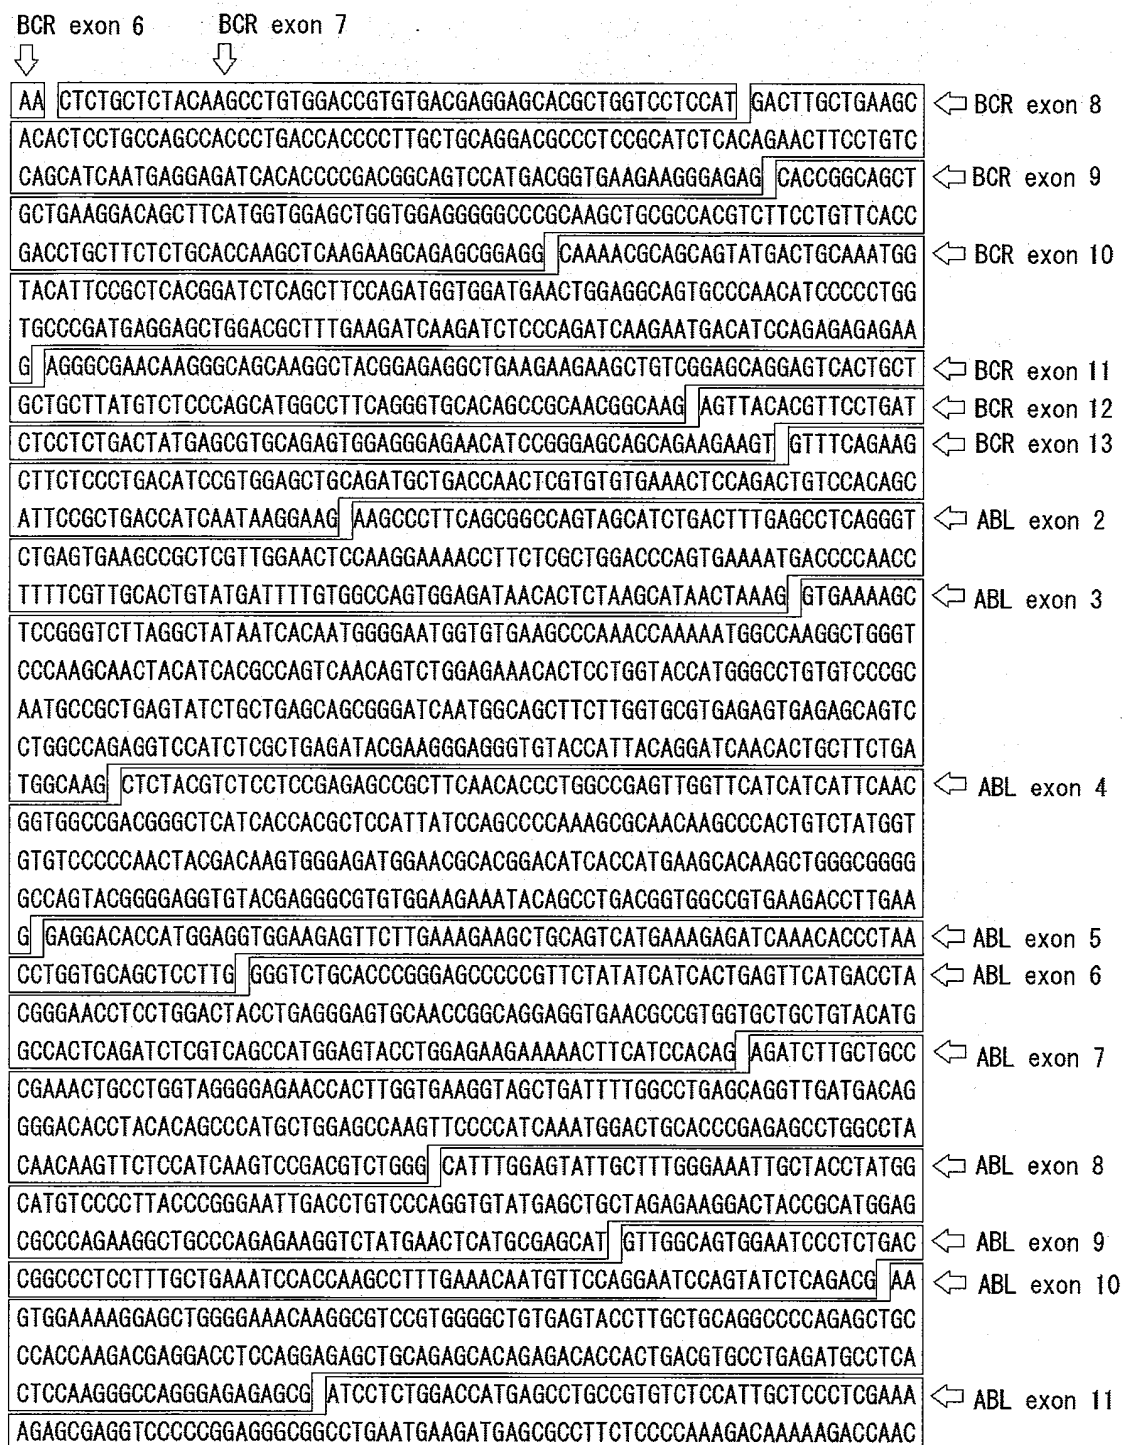 BCR exon 6 BCR exon 7
AA CTCTGCTCTACAAGCCTGTGGACCGTGTGACGAGGAGCACGCTGGTCCTCCAT GACTTGCTGAAGC BCR exon 8
ACACTCCTGCCAGCCACCCTGACCACCCCTTGCTGCAGGACGCCCTCCGCATCTCACAGAACTTCCTGTC
CAGCATCAATGAGGAGATCACACCCCGACGGCAGTCCATGACGGTGAAGAAGGGAGAG CACCGGCAGCT BCR exon 9
GCTGAAGGACAGCTTCATGGTGGAGCTGGTGGAGGGGGCCCGCAAGCTGCGCCACGTCTTCCTGTTCACC
GACCTGCTTCTCTGCACCAAGCTCAAGAAGCAGAGCGGAGG CAAAACGCAGCAGTATGACTGCAAATGG BCR exon 10
TACATTCCGCTCACGGATCTCAGCTTCCAGATGGTGGATGAACTGGAGGCAGTGCCCAACATCCCCCTGG
TGCCCGATGAGGAGCTGGACGCTTTGAAGATCAAGATCTCCCAGATCAAGAATGACATCCAGAGAGAGAA
G AGGGCGAACAAGGGCAGCAAGGCTACGGAGAGGCTGAAGAAGAAGCTGTCGGAGCAGGAGTCACTGCT BCR exon 11
GCTGCTTATGTCTCCCAGCATGGCCTTCAGGGTGCACAGCCGCAACGGCAAG AGTTACACGTTCCTGAT BCR exon 12
CTCCTCTGACTATGAGCGTGCAGAGTGGAGGGAGAACATCCGGGAGCAGCAGAAGAAGT GTTTCAGAAG BCR exon 13
CTTCTCCCTGACATCCGTGGAGCTGCAGATGCTGACCAACTCGTGTGTGAAACTCCAGACTGTCCACAGC
ATTCCGCTGACCATCAATAAGGAAG AAGCCCTTCAGCGGCCAGTAGCATCTGACTTTGAGCCTCAGGGT ABL exon 2
CTGAGTGAAGCCGCTCGTTGGAACTCCAAGGAAAACCTTCTCGCTGGACCCAGTGAAAATGACCCCAACC
TTTTCGTTGCACTGTATGATTTTGTGGCCAGTGGAGATAACACTCTAAGCATAACTAAAG GTGAAAAGC ABL exon 3
TCCGGGTCTTAGGCTATAATCACAATGGGGAATGGTGTGAAGCCCAAACCAAAAATGGCCAAGGCTGGGT
CCCAAGCAACTACATCACGCCAGTCAACAGTCTGGAGAAACACTCCTGGTACCATGGGCCTGTGTCCCGC
AATGCCGCTGAGTATCTGCTGAGCAGCGGGATCAATGGCAGCTTCTTGGTGCGTGAGAGTGAGAGCAGTC
CTGGCCAGAGGTCCATCTCGCTGAGATACGAAGGGAGGGTGTACCATTACAGGATCAACACTGCTTCTGA
TGGCAAG CTCTACGTCTCCTCCGAGAGCCGCTTCAACACCCTGGCCGAGTTGGTTCATCATCATTCAAC ABL exon 4
GGTGGCCGACGGGCTCATCACCACGCTCCATTATCCAGCCCCAAAGCGCAACAAGCCCACTGTCTATGGT
GTGTCCCCCAACTACGACAAGTGGGAGATGGAACGCACGGACATCACCATGAAGCACAAGCTGGGCGGGG
GCCAGTACGGGGAGGTGTACGAGGGCGTGTGGAAGAAATACAGCCTGACGGTGGCCGTGAAGACCTTGAA
G GAGGACACCATGGAGGTGGAAGAGTTCTTGAAAGAAGCTGCAGTCATGAAAGAGATCAAACACCCTAA ABL exon 5
CCTGGTGCAGCTCCTTG GGGTCTGCACCCGGGAGCCCCCGTTCTATATCATCACTGAGTTCATGACCTA ABL exon 6
CGGGAACCTCCTGGACTACCTGAGGGAGTGCAACCGGCAGGAGGTGAACGCCGTGGTGCTGCTGTACATG
GCCACTCAGATCTCGTCAGCCATGGAGTACCTGGAGAAGAAAAACTTCATCCACAG AGATCTTGCTGCC ABL exon 7
CGAAACTGCCTGGTAGGGGAGAACCACTTGGTGAAGGTAGCTGATTTTGGCCTGAGCAGGTTGATGACAG
GGGACACCTACACAGCCCATGCTGGAGCCAAGTTCCCCATCAAATGGACTGCACCCGAGAGCCTGGCCTA
CAACAAGTTCTCCATCAAGTCCGACGTCTGGG CATTTGGAGTATTGCTTTGGGAAATTGCTACCTATGG ABL exon 8
CATGTCCCCTTACCCGGGAATTGACCTGTCCCAGGTGTATGAGCTGCTAGAGAAGGACTACCGCATGGAG
CGCCCAGAAGGCTGCCCAGAGAAGGTCTATGAACTCATGCGAGCAT GTTGGCAGTGGAATCCCTCTGAC ABL exon 9
CGGCCCTCCTTTGCTGAAATCCACCAAGCCTTTGAAACAATGTTCCAGGAATCCAGTATCTCAGACG AA ABL exon 10
GTGGAAAAGGAGCTGGGGAAACAAGGCGTCCGTGGGGCTGTGAGTACCTTGCTGCAGGCCCCAGAGCTGC
CCACCAAGACGAGGACCTCCAGGAGAGCTGCAGAGCACAGAGACACCACTGACGTGCCTGAGATGCCTCA
CTCCAAGGGCCAGGGAGAGAGCG ATCCTCTGGACCATGAGCCTGCCGTGTCTCCATTGCTCCCTCGAAA ABL exon 11
AGAGCGAGGTCCCCCGGAGGGCGGCCTGAATGAAGATGAGCGCCTTCTCCCCAAAGACAAAAAGACCAAC